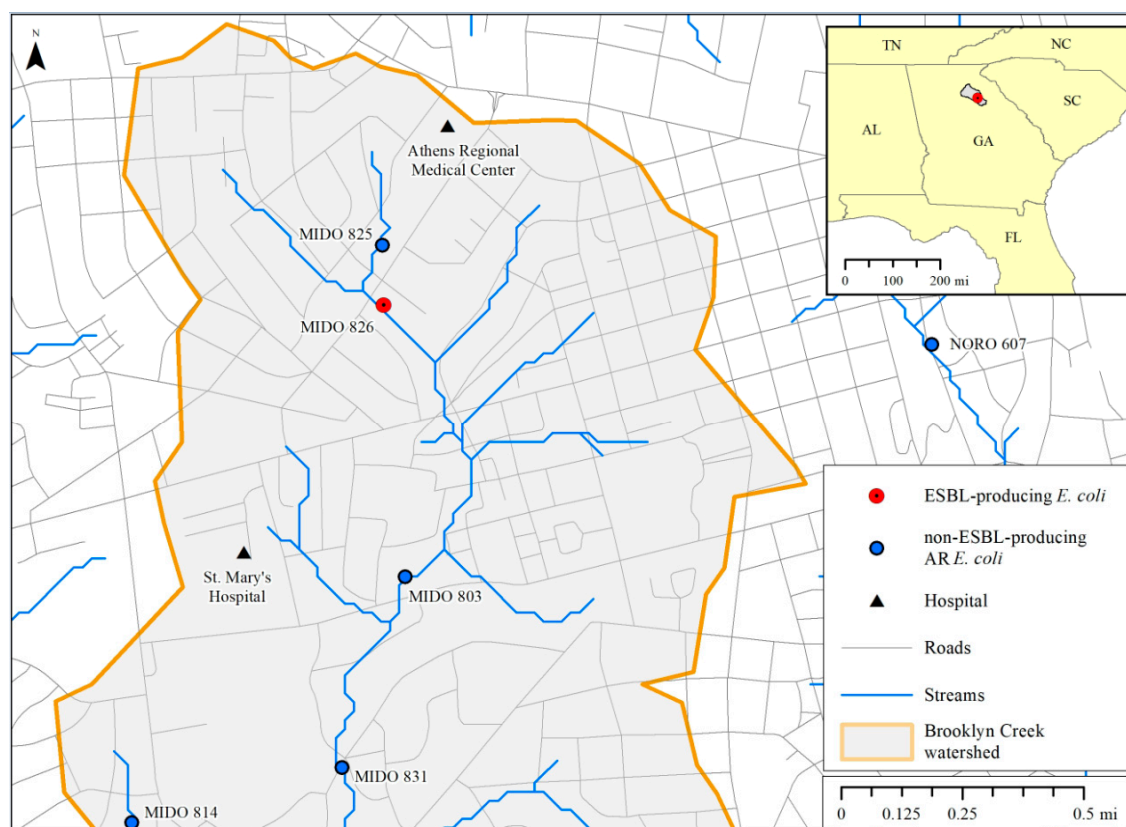 N
Athens Regional
Medical Center
MIDO 825
MIDO 826
St. Mary's
Hospital
MIDO 803
MIDO 831
MIDO 814
NORO 607
TN
NC
SC
AL
GA
FL
0 100 200 mi
ESBL-producing E. coli
non-ESBL-producing
AR E. coli
Hospital
Roads
Streams
Brooklyn Creek
watershed
0 0.125 0.25 0.5 mi